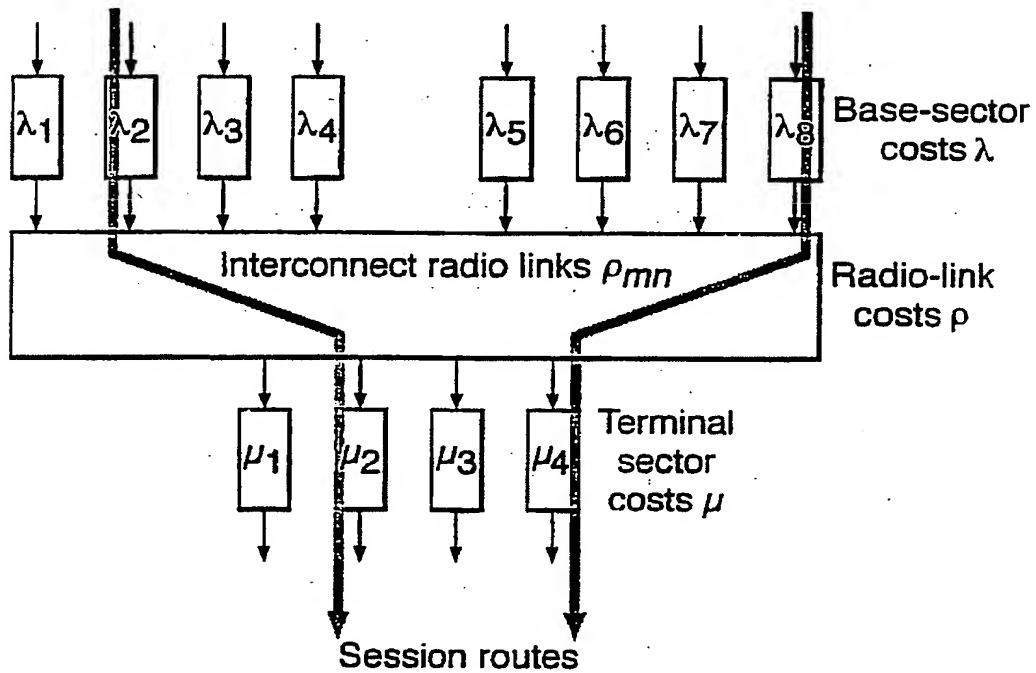 λ1 λ2 λ3 λ4 λ5 λ6 λ7 λ8
Base-sector
costs λ
Interconnect radio links ρmn
Radio-link
costs ρ
μ1 μ2 μ3 μ4
Terminal
sector
costs μ
Session routes